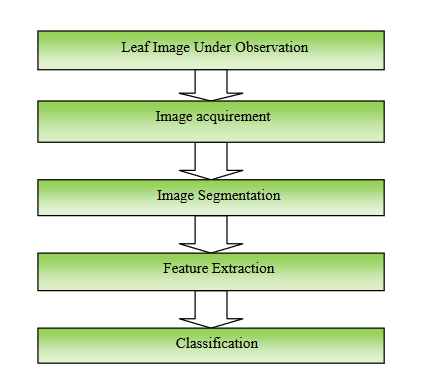 Leaf Image Under Observation
Image acquirement
Image Segmentation
Feature Extraction
Classification